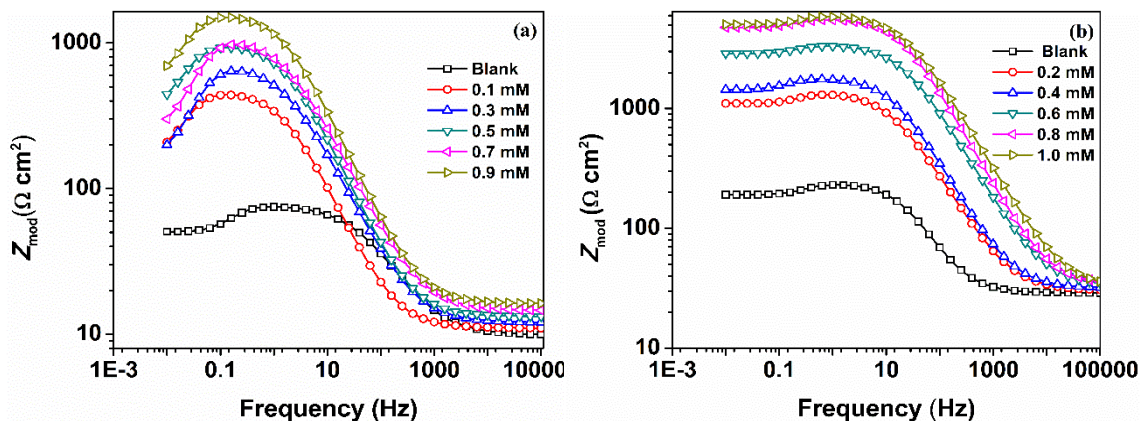 (a)
1000
100
10
Zmod(Ω cm²)
Blank
0.1 mM
0.3 mM
0.5 mM
0.7 mM
0.9 mM
1E-3 0.1 10 1000 100000
Frequency (Hz)
(b)
1000
100
10
Zmod (Ω cm²)
Blank
0.2 mM
0.4 mM
0.6 mM
0.8 mM
1.0 mM
1E-3 0.1 10 1000 100000
Frequency (Hz)